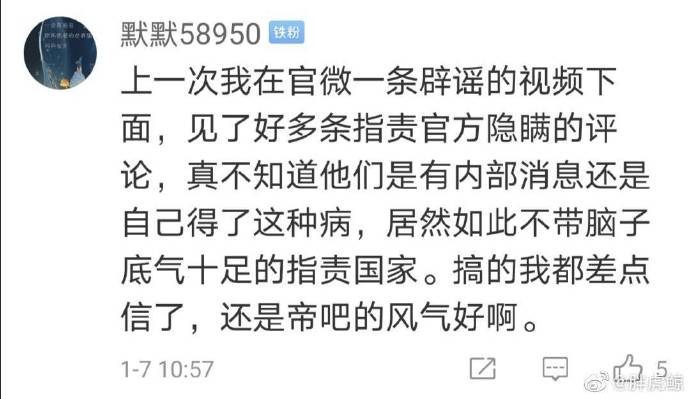 默默58950 铁粉
上一次我在官微一条辟谣的视频下
面，见了好多条指责官方隐瞒的评
论，真不知道他们是有内部消息还是
自己得了这种病，居然如此不带脑子
底气十足的指责国家。搞的我都差点
信了，还是帝吧的风气好啊。
1-7 10:57
5
@胖虎鲸